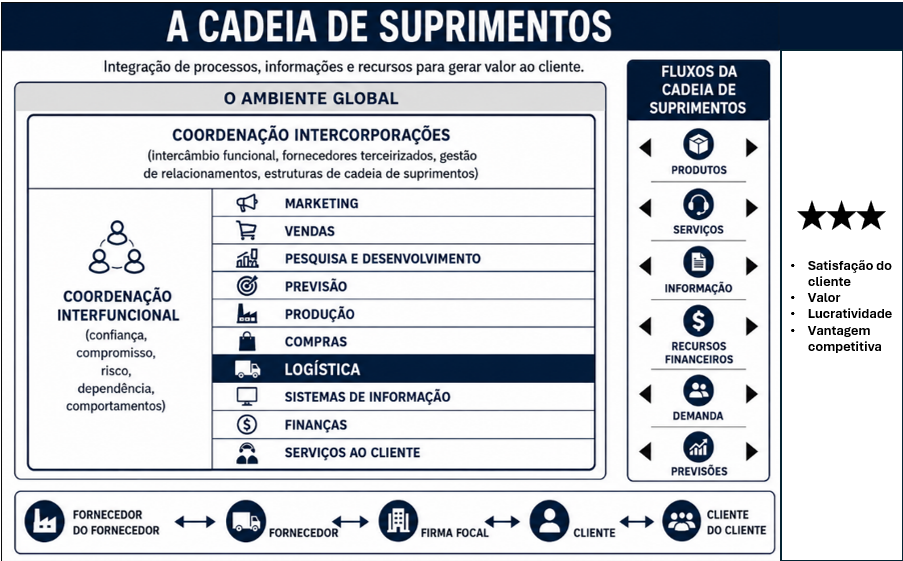 A CADEIA DE SUPRIMENTOS
Integração de processos, informações e recursos para gerar valor ao cliente.
O AMBIENTE GLOBAL
COORDENAÇÃO INTERCORPORAÇÕES
(intercâmbio funcional, fornecedores terceirizados, gestão
de relacionamentos, estruturas de cadeia de suprimentos)
COORDENAÇÃO
INTERFUNCIONAL
(confiança,
compromisso,
risco,
dependência,
comportamentos)
MARKETING
VENDAS
PESQUISA E DESENVOLVIMENTO
PREVISÃO
PRODUÇÃO
COMPRAS
LOGÍSTICA
SISTEMAS DE INFORMAÇÃO
FINANÇAS
SERVIÇOS AO CLIENTE
FLUXOS DA
CADEIA DE
SUPRIMENTOS
PRODUTOS
SERVIÇOS
INFORMAÇÃO
$
RECURSOS
FINANCEIROS
DEMANDA
PREVISÕES
• Satisfação do
cliente
• Valor
• Lucratividade
• Vantagem
competitiva
FORNECEDOR
DO FORNECEDOR
FORNECEDOR
FIRMA FOCAL
CLIENTE
CLIENTE
DO CLIENTE